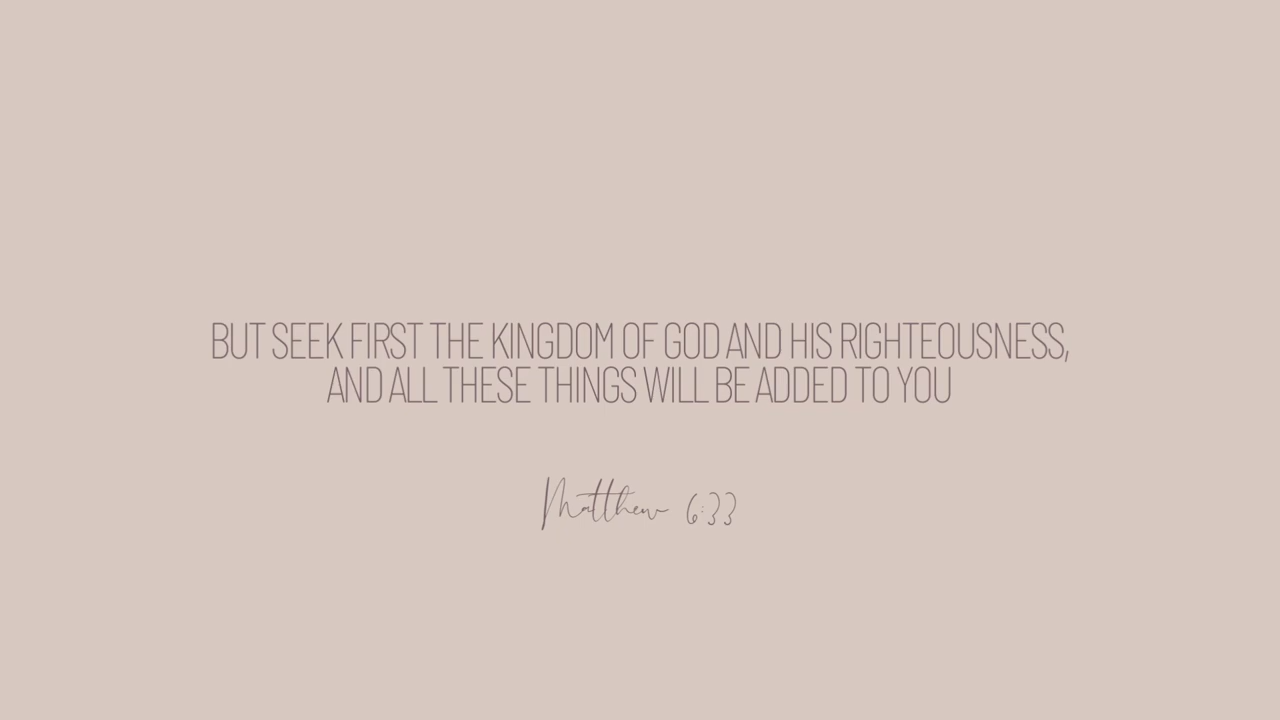 BUT SEEK FIRST THE KINGDOM OF GOD AND HIS RIGHTEOUSNESS,
AND ALL THESE THINGS WILL BE ADDED TO YOU
Matthew 6:33